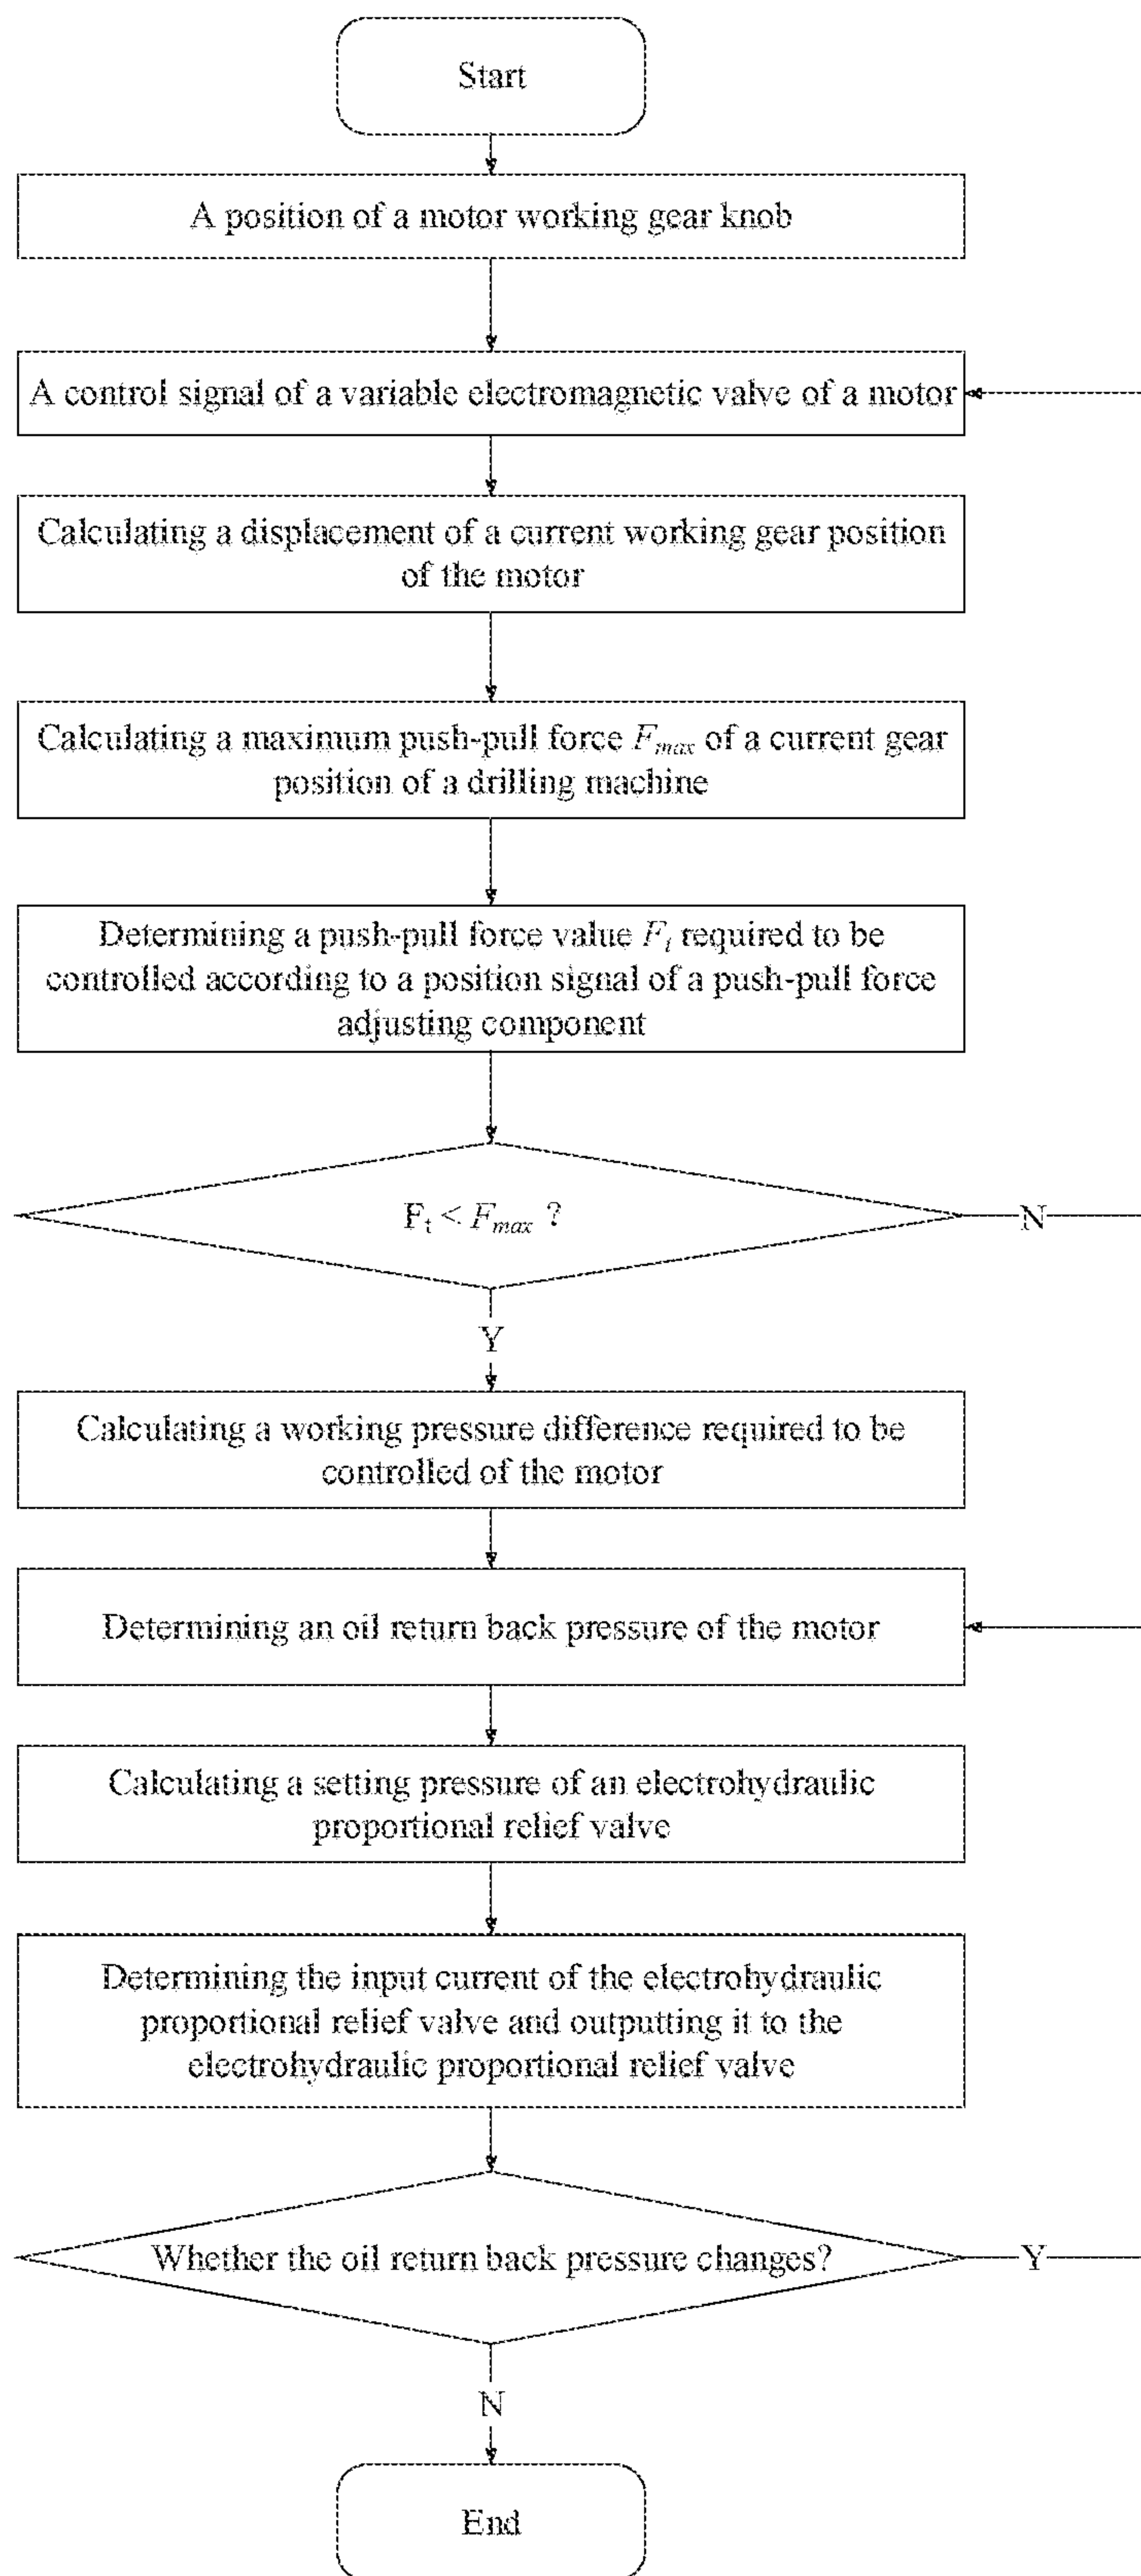 Start
A position of a motor working gear knob
A control signal of a variable electromagnetic valve of a motor
Calculating a displacement of a current working gear position
of the motor
Calculating a maximum push-pull force Fmax of a current gear
position of a drilling machine
Determining a push-pull force value Ft required to be
controlled according to a position signal of a push-pull force
adjusting component
Ft < Fmax ?
N
Y
Calculating a working pressure difference required to be
controlled of the motor
Determining an oil return back pressure of the motor
Calculating a setting pressure of an electrohydraulic
proportional relief valve
Determining the input current of the electrohydraulic
proportional relief valve and outputting it to the
electrohydraulic proportional relief valve
Whether the oil return back pressure changes?
Y
N
End